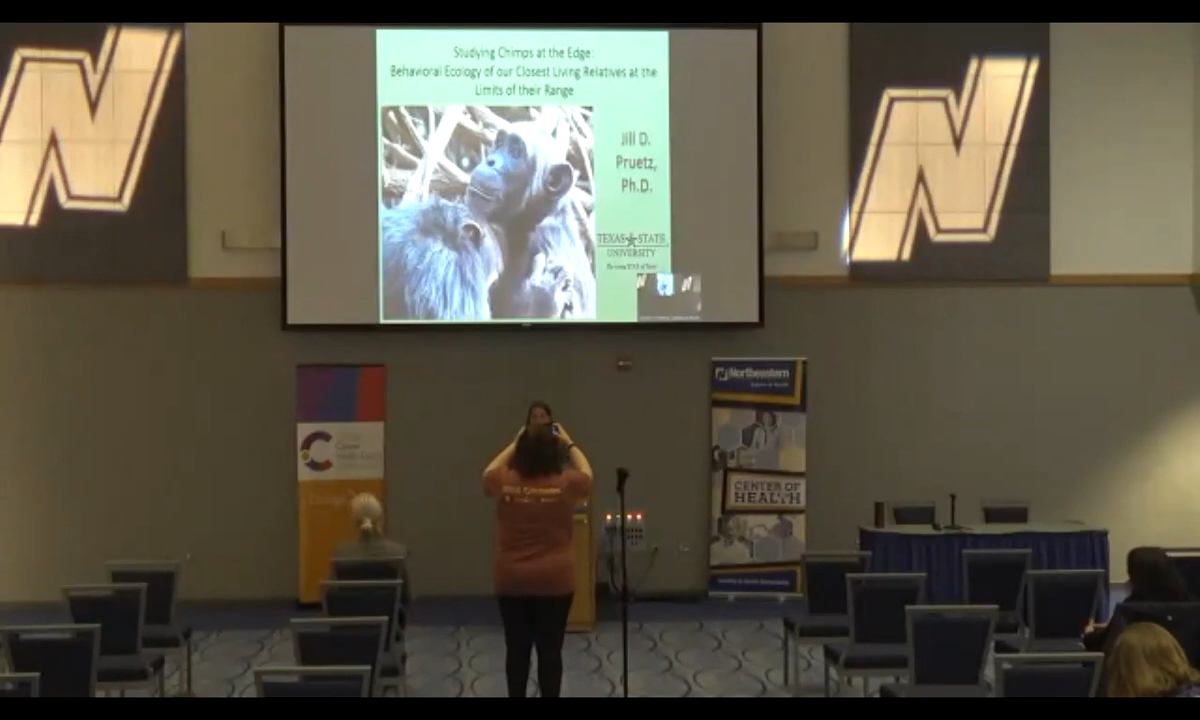 Studying Chimps at the Edge:
Behavioral Ecology of our Closest Living Relatives at the
Limits of their Range
Jill D.
Pruetz,
Ph.D.
TEXAS STATE
UNIVERSITY
N
N
Northeastern
CENTER OF
HEALTH